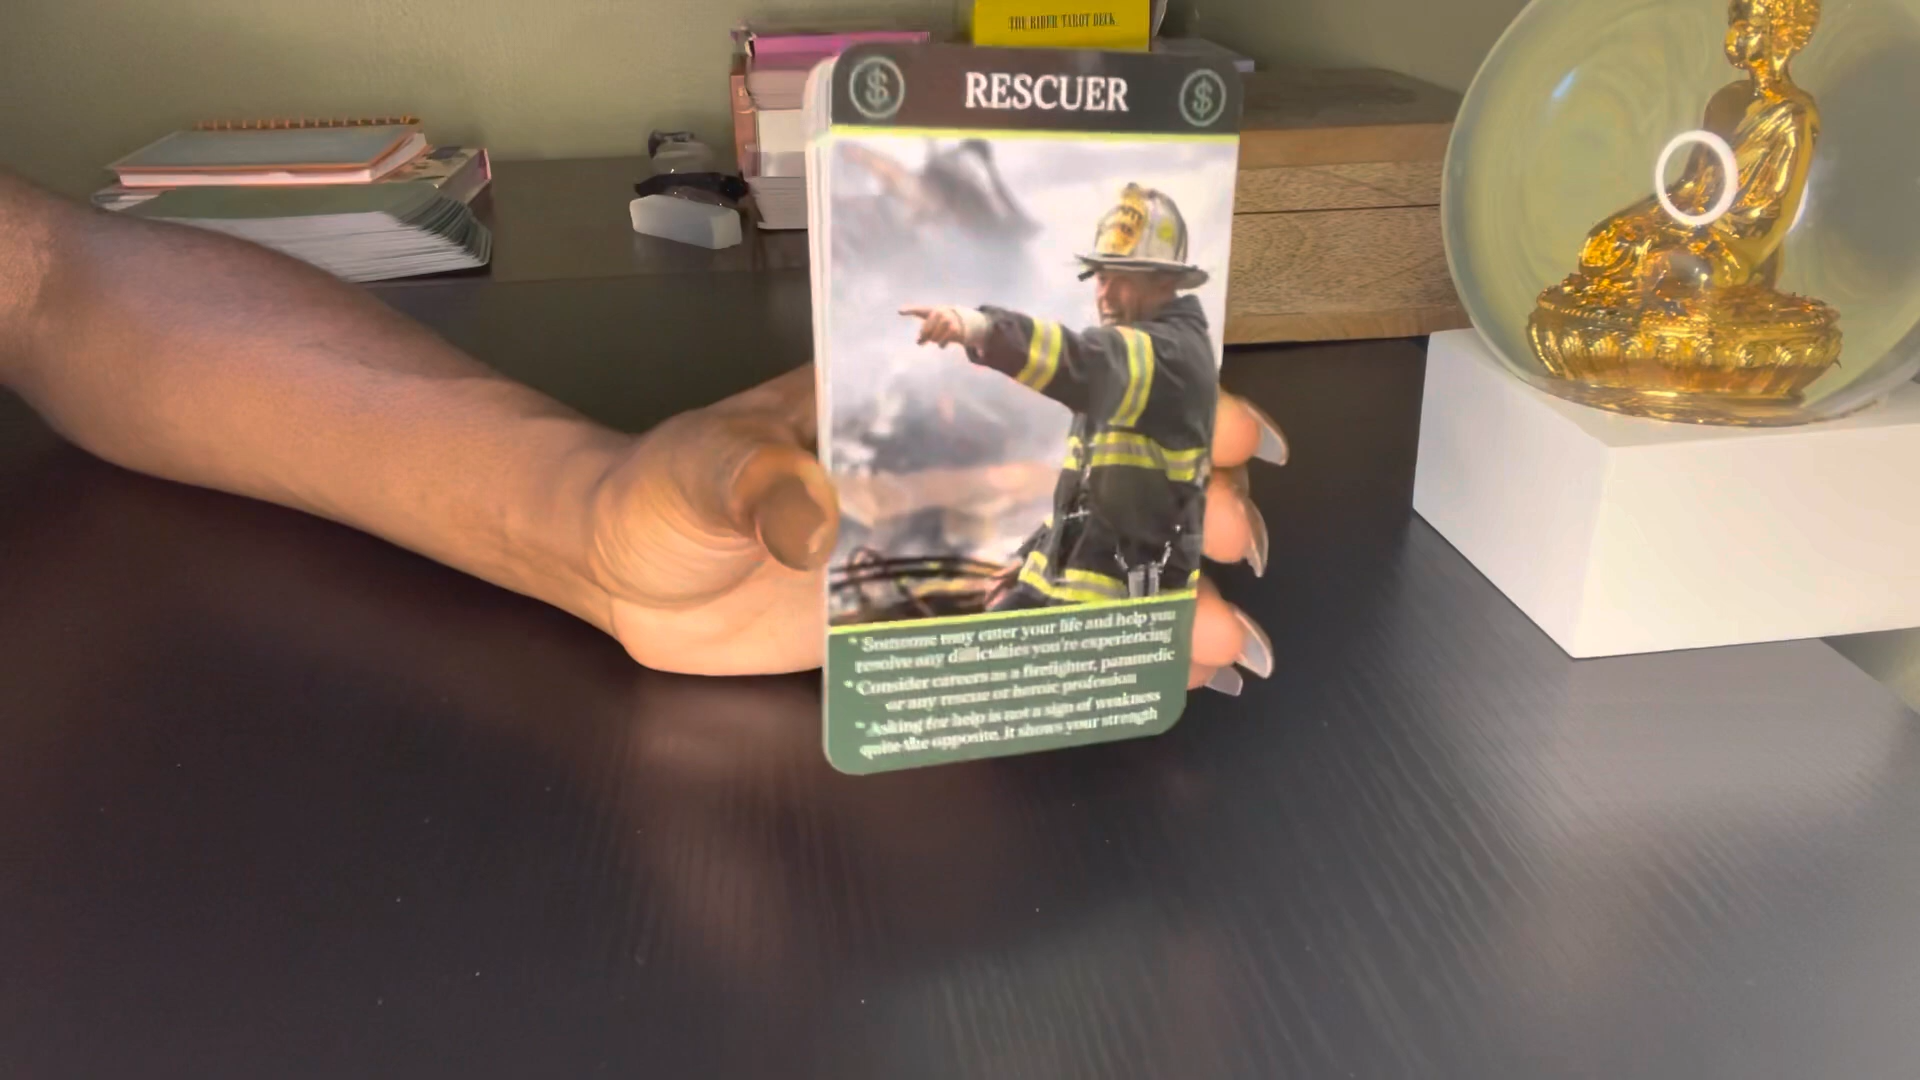 THE RIDER TAROT DECK
$ RESCUER $
* Someone may enter your life and help you
resolve any difficulties you're experiencing
* Consider careers as a firefighter, paramedic
or any rescue or heroic profession
* Asking for help is not a sign of weakness
quite the opposite, it shows your strength